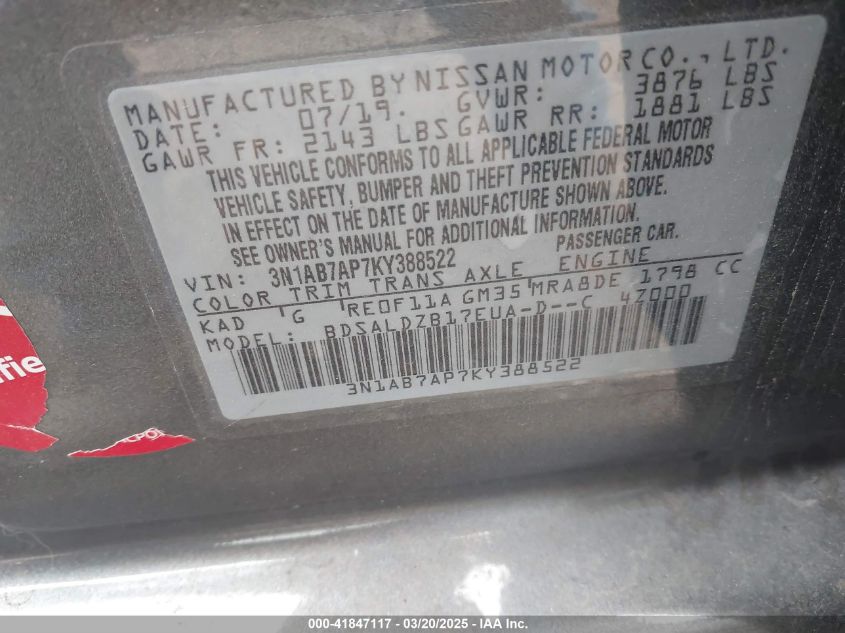 MANUFACTURED BY NISSAN MOTOR CO., LTD.
DATE: 07/19. GVWR: 3876 LBS
GAWR FR: 2143 LBS GAWR RR: 1881 LBS
THIS VEHICLE CONFORMS TO ALL APPLICABLE FEDERAL MOTOR
VEHICLE SAFETY, BUMPER AND THEFT PREVENTION STANDARDS
IN EFFECT ON THE DATE OF MANUFACTURE SHOWN ABOVE.
SEE OWNER'S MANUAL FOR ADDITIONAL INFORMATION.
VIN: 3N1AB7AP7KY388522 PASSENGER CAR.
COLOR TRIM TRANS AXLE ENGINE
KAD G RE0F11A GM35 MRA8DE 1798 CC
MODEL: BDSALDZB17EUA-D--C 47000
3N1AB7AP7KY388522
fie
000-41847117 - 03/20/2025 - IAA Inc.